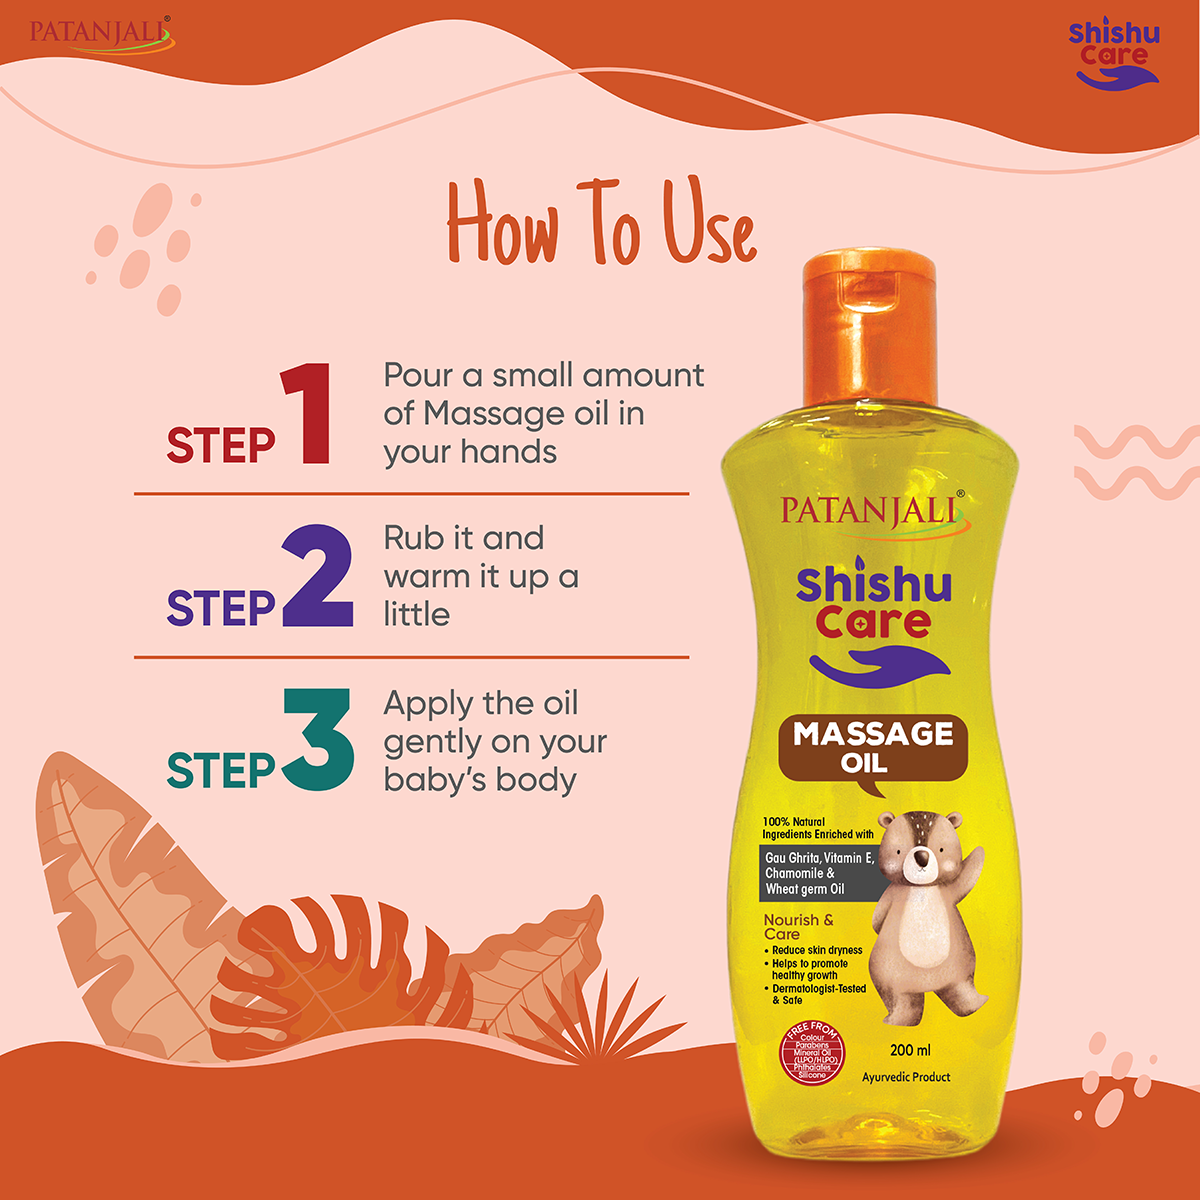 PATANJALI®
Shishu
Care
How To Use
STEP 1
Pour a small amount
of Massage oil in
your hands
STEP 2
Rub it and
warm it up a
little
STEP 3
Apply the oil
gently on your
baby's body
PATANJALI®
Shishu
Care
MASSAGE
OIL
100% Natural
Ingredients Enriched with
Gau Ghrita, Vitamin E,
Chamomile &
Wheat germ Oil
Nourish &
Care
• Reduce skin dryness
• Helps to promote
healthy growth
• Dermatologist-Tested
& Safe
FREE FROM
Colour
Parabens
Mineral Oil
(LLPO/HLPO)
Phthalates
Silicone
200 ml
Ayurvedic Product